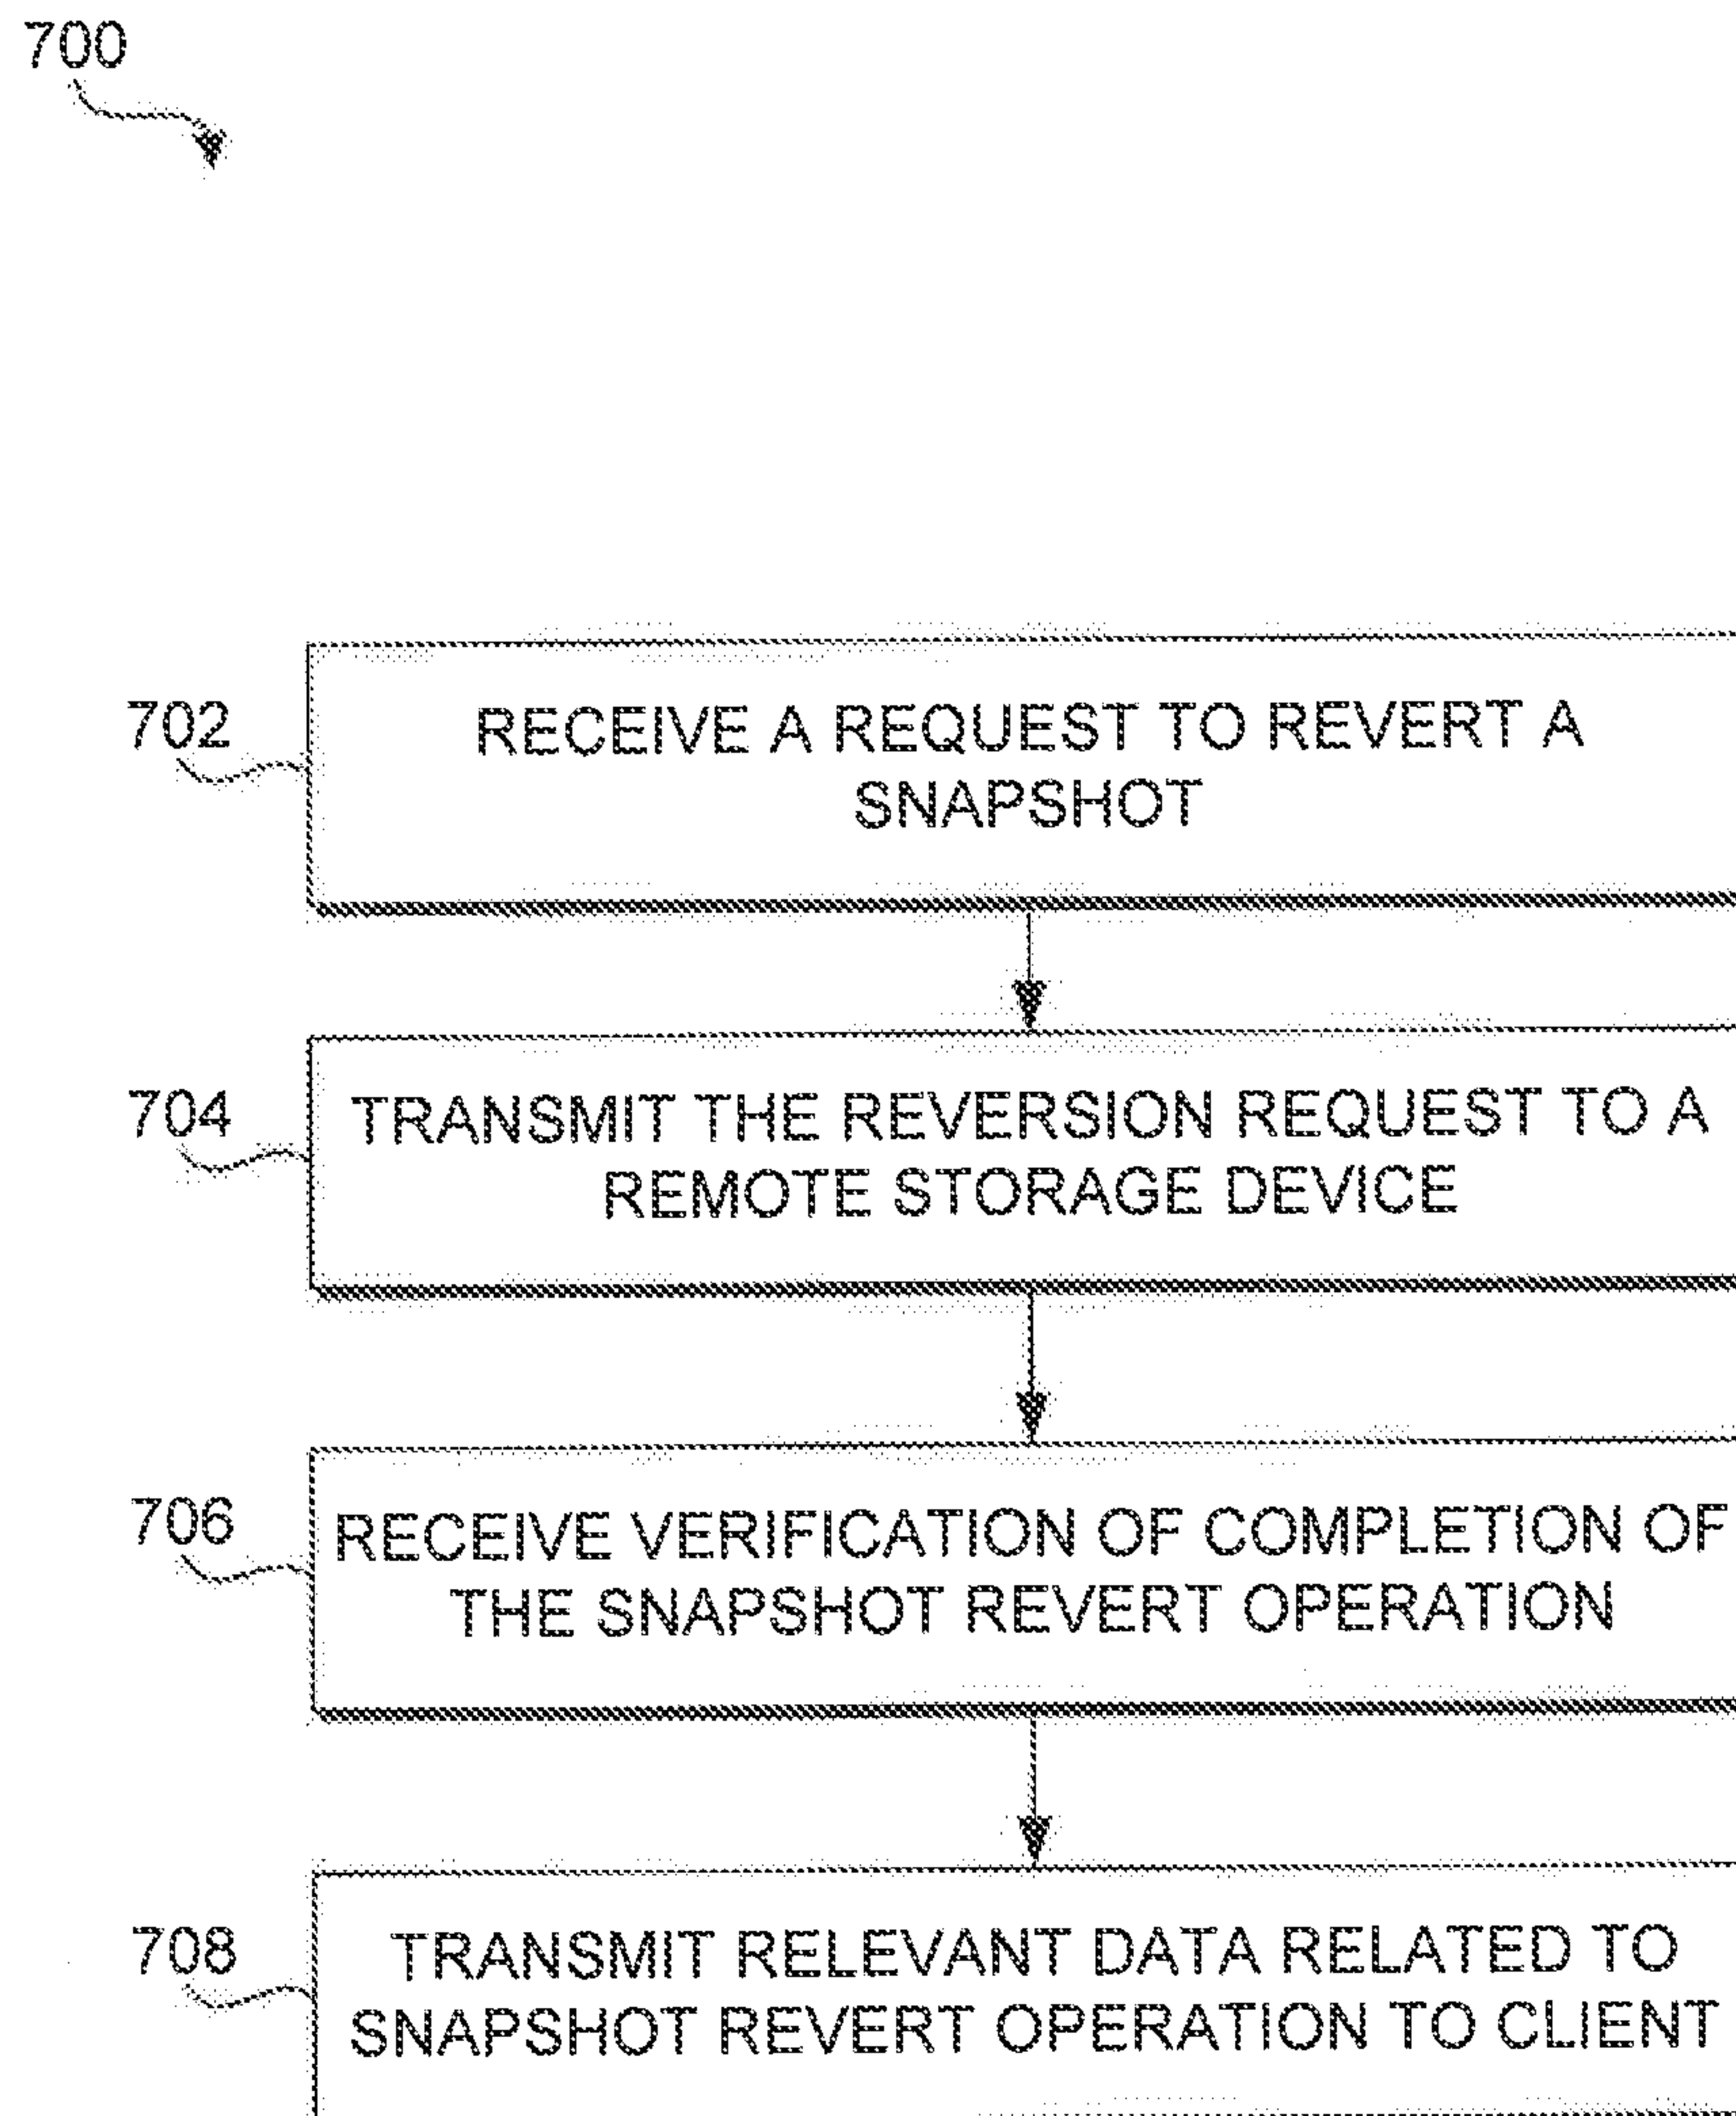 700
702
RECEIVE A REQUEST TO REVERT A
SNAPSHOT
704
TRANSMIT THE REVERSION REQUEST TO A
REMOTE STORAGE DEVICE
706
RECEIVE VERIFICATION OF COMPLETION OF
THE SNAPSHOT REVERT OPERATION
708
TRANSMIT RELEVANT DATA RELATED TO
SNAPSHOT REVERT OPERATION TO CLIENT